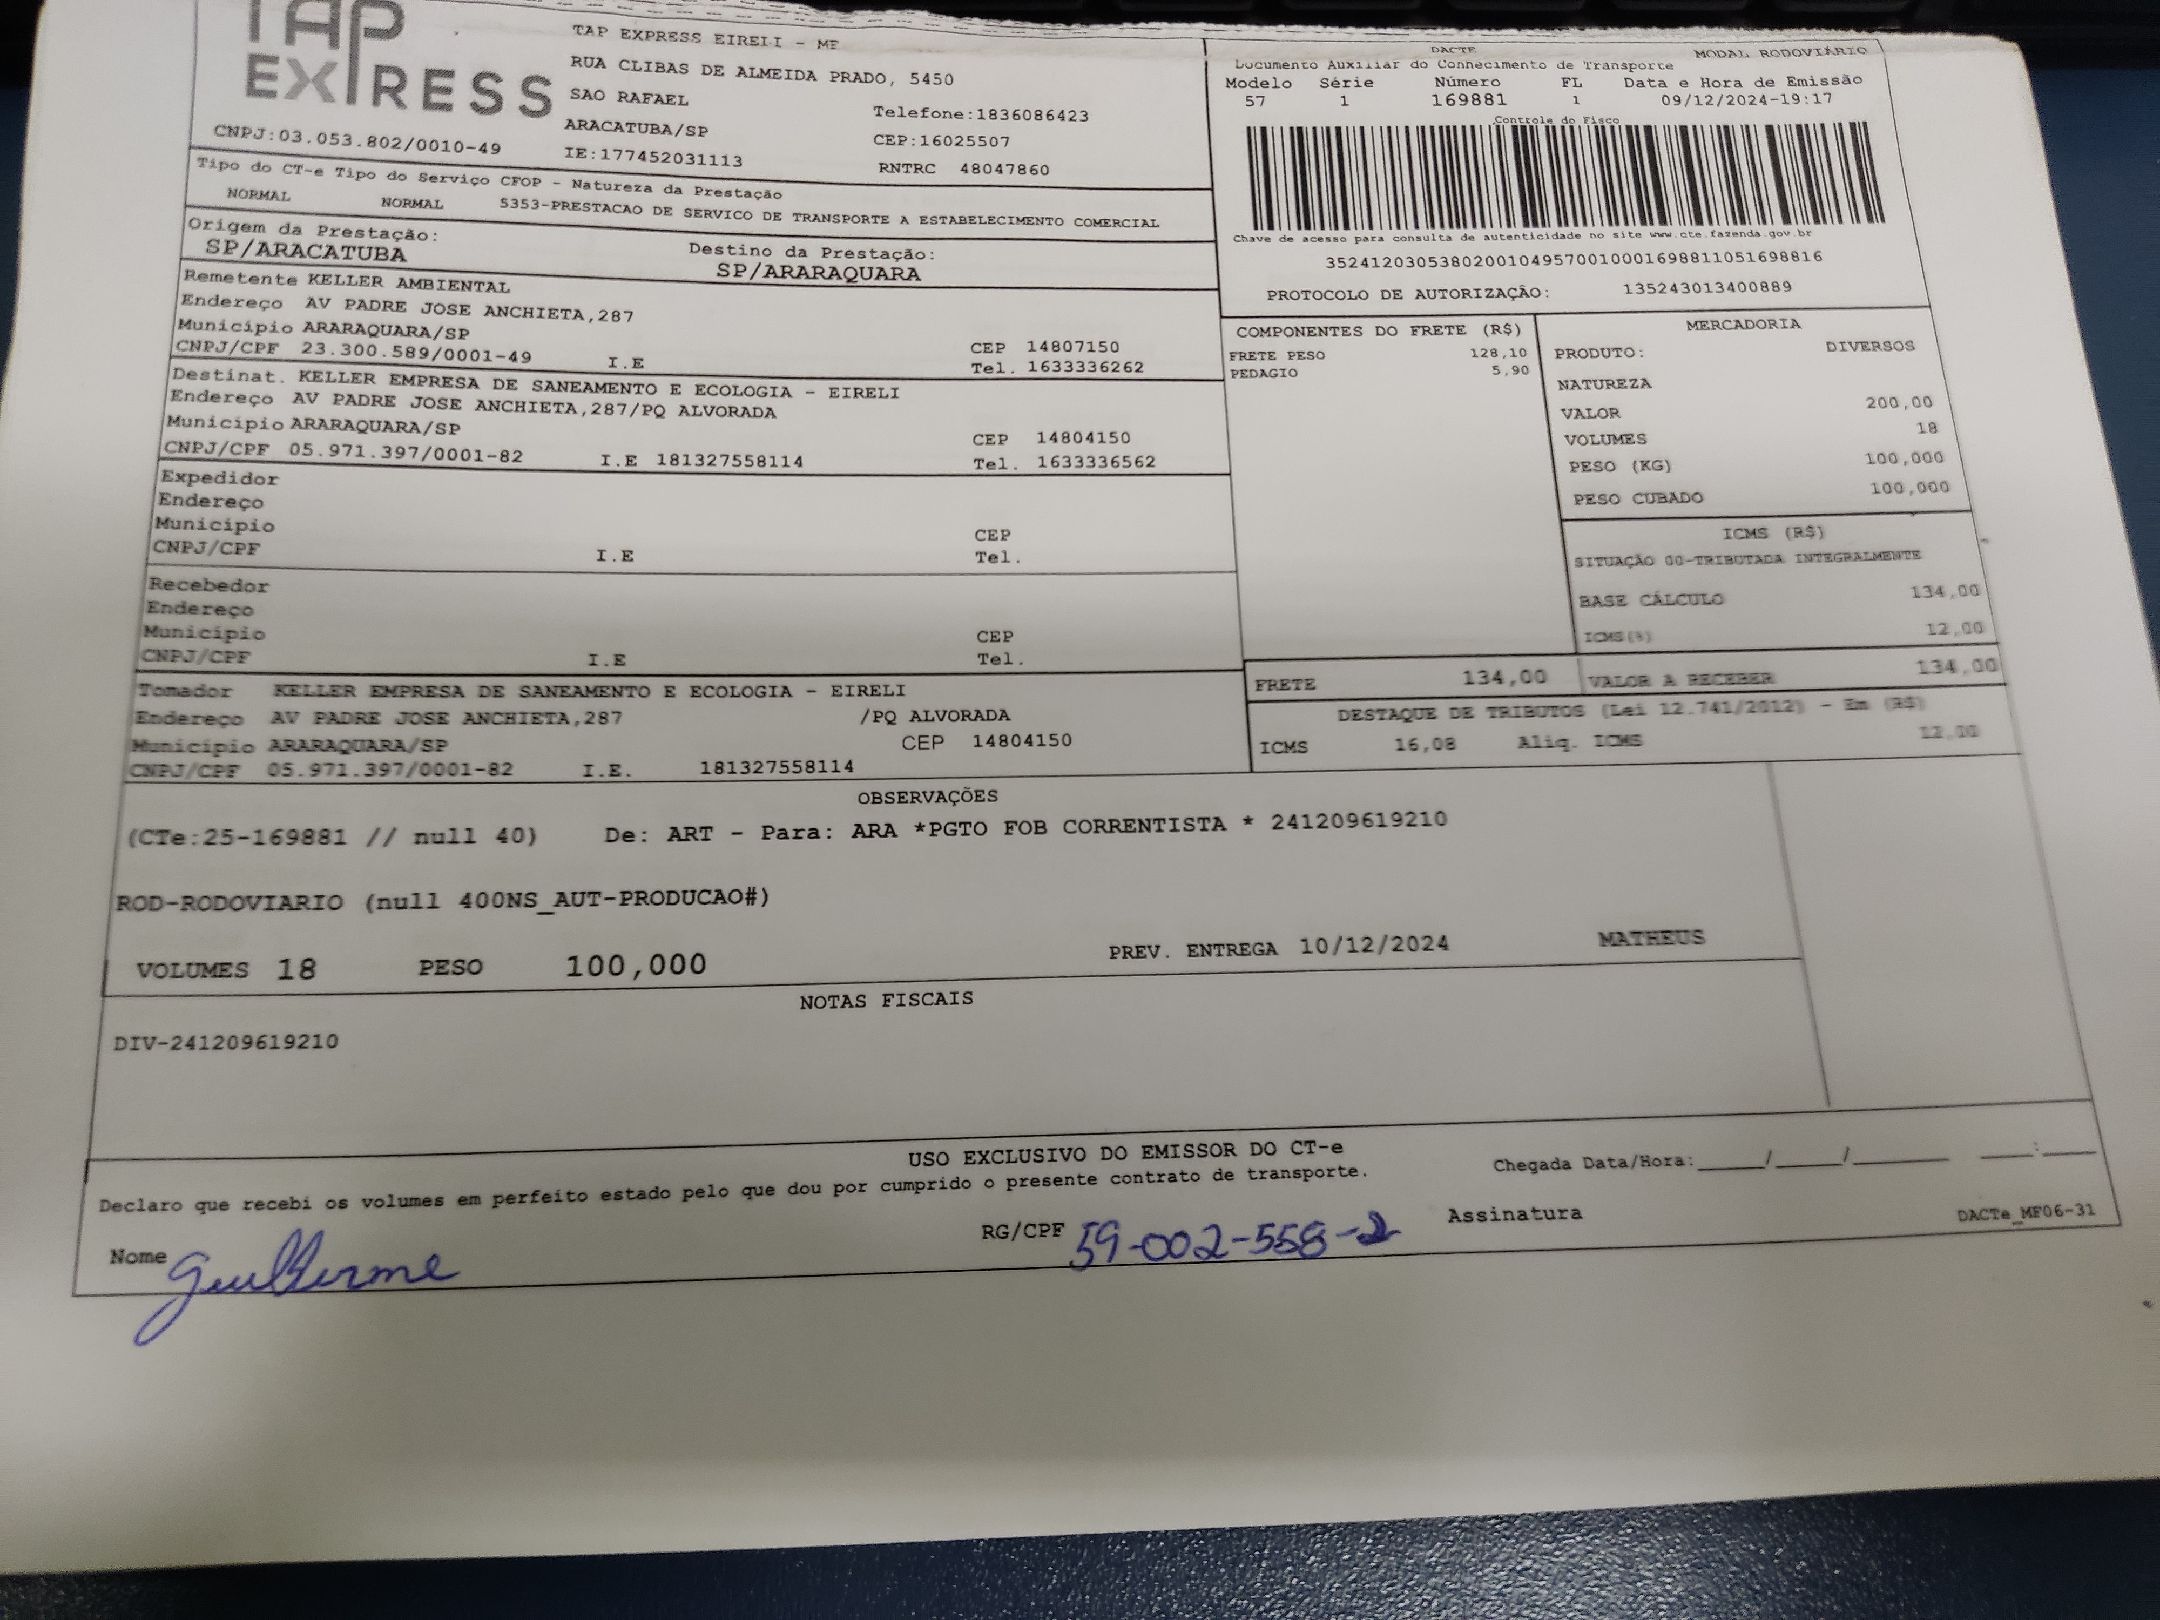 TAP
EXPRESS
CNPJ:03.053.802/0010-49
TAP EXPRESS EIRELI - ME
RUA CLIBAS DE ALMEIDA PRADO, 5450
SAO RAFAEL
Telefone:1836086423
ARACATUBA/SP
CEP:16025507
IE:177452031113
RNTRC 48047860
DACTE
MODAL RODOVIÁRIO
Documento Auxiliar do Conhecimento de Transporte
Modelo Série Número FL Data e Hora de Emissão
57 1 169881 1 09/12/2024-19:17
Controle do Fisco
Chave de acesso para consulta de autenticidade no site www.cte.fazenda.gov.br
35241203053802001049570010001698811051698816
PROTOCOLO DE AUTORIZAÇÃO: 135243013400889
Tipo do CT-e Tipo do Serviço CFOP - Natureza da Prestação
NORMAL NORMAL 5353-PRESTACAO DE SERVICO DE TRANSPORTE A ESTABELECIMENTO COMERCIAL
Origem da Prestação: Destino da Prestação:
SP/ARACATUBA SP/ARARAQUARA
Remetente KELLER AMBIENTAL
Endereço AV PADRE JOSE ANCHIETA,287
Município ARARAQUARA/SP CEP 14807150
CNPJ/CPF 23.300.589/0001-49 I.E Tel. 1633336262
Destinat. KELLER EMPRESA DE SANEAMENTO E ECOLOGIA - EIRELI
Endereço AV PADRE JOSE ANCHIETA,287/PQ ALVORADA
Município ARARAQUARA/SP CEP 14804150
CNPJ/CPF 05.971.397/0001-82 I.E 181327558114 Tel. 1633336562
Expedidor
Endereço
Município CEP
CNPJ/CPF I.E Tel.
Recebedor
Endereço
Município CEP
CNPJ/CPF I.E Tel.
Tomador KELLER EMPRESA DE SANEAMENTO E ECOLOGIA - EIRELI
Endereço AV PADRE JOSE ANCHIETA,287 /PQ ALVORADA
Município ARARAQUARA/SP CEP 14804150
CNPJ/CPF 05.971.397/0001-82 I.E. 181327558114
COMPONENTES DO FRETE (R$)
FRETE PESO 128,10
PEDAGIO 5,90
MERCADORIA
PRODUTO: DIVERSOS
NATUREZA
VALOR 200,00
VOLUMES 18
PESO (KG) 100,000
PESO CUBADO 100,000
ICMS (R$)
SITUAÇÃO 00-TRIBUTADA INTEGRALMENTE
BASE CÁLCULO 134,00
ICMS(%) 12,00
FRETE 134,00 VALOR A RECEBER 134,00
DESTAQUE DE TRIBUTOS (Lei 12.741/2012) - Em (R$)
ICMS 16,08 Aliq. ICMS 12,00
OBSERVAÇÕES
(CTe:25-169881 // null 40) De: ART - Para: ARA *PGTO FOB CORRENTISTA * 241209619210
ROD-RODOVIARIO (null 400NS_AUT-PRODUCAO#)
VOLUMES 18 PESO 100,000 PREV. ENTREGA 10/12/2024 MATHEUS
NOTAS FISCAIS
DIV-241209619210
USO EXCLUSIVO DO EMISSOR DO CT-e
Declaro que recebi os volumes em perfeito estado pelo que dou por cumprido o presente contrato de transporte.
Chegada Data/Hora:_____/_____/_______ ____:____
Nome Guilherme RG/CPF 59-002-558-2 Assinatura
DACTe_MF06-31